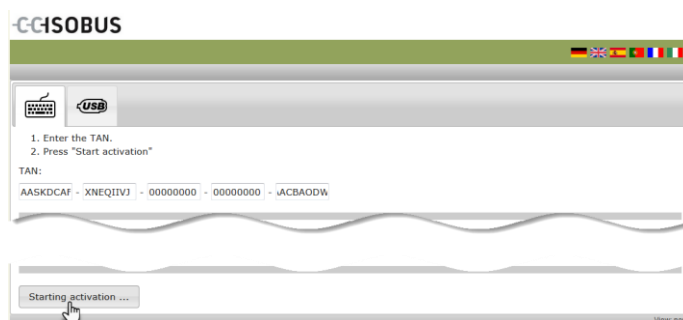 CCISOBUS
USB
1. Enter the TAN.
2. Press "Start activation"
TAN:
AASKDCAF - XNEQIIVJ - 00000000 - 00000000 - ACBAODW
Starting activation ...